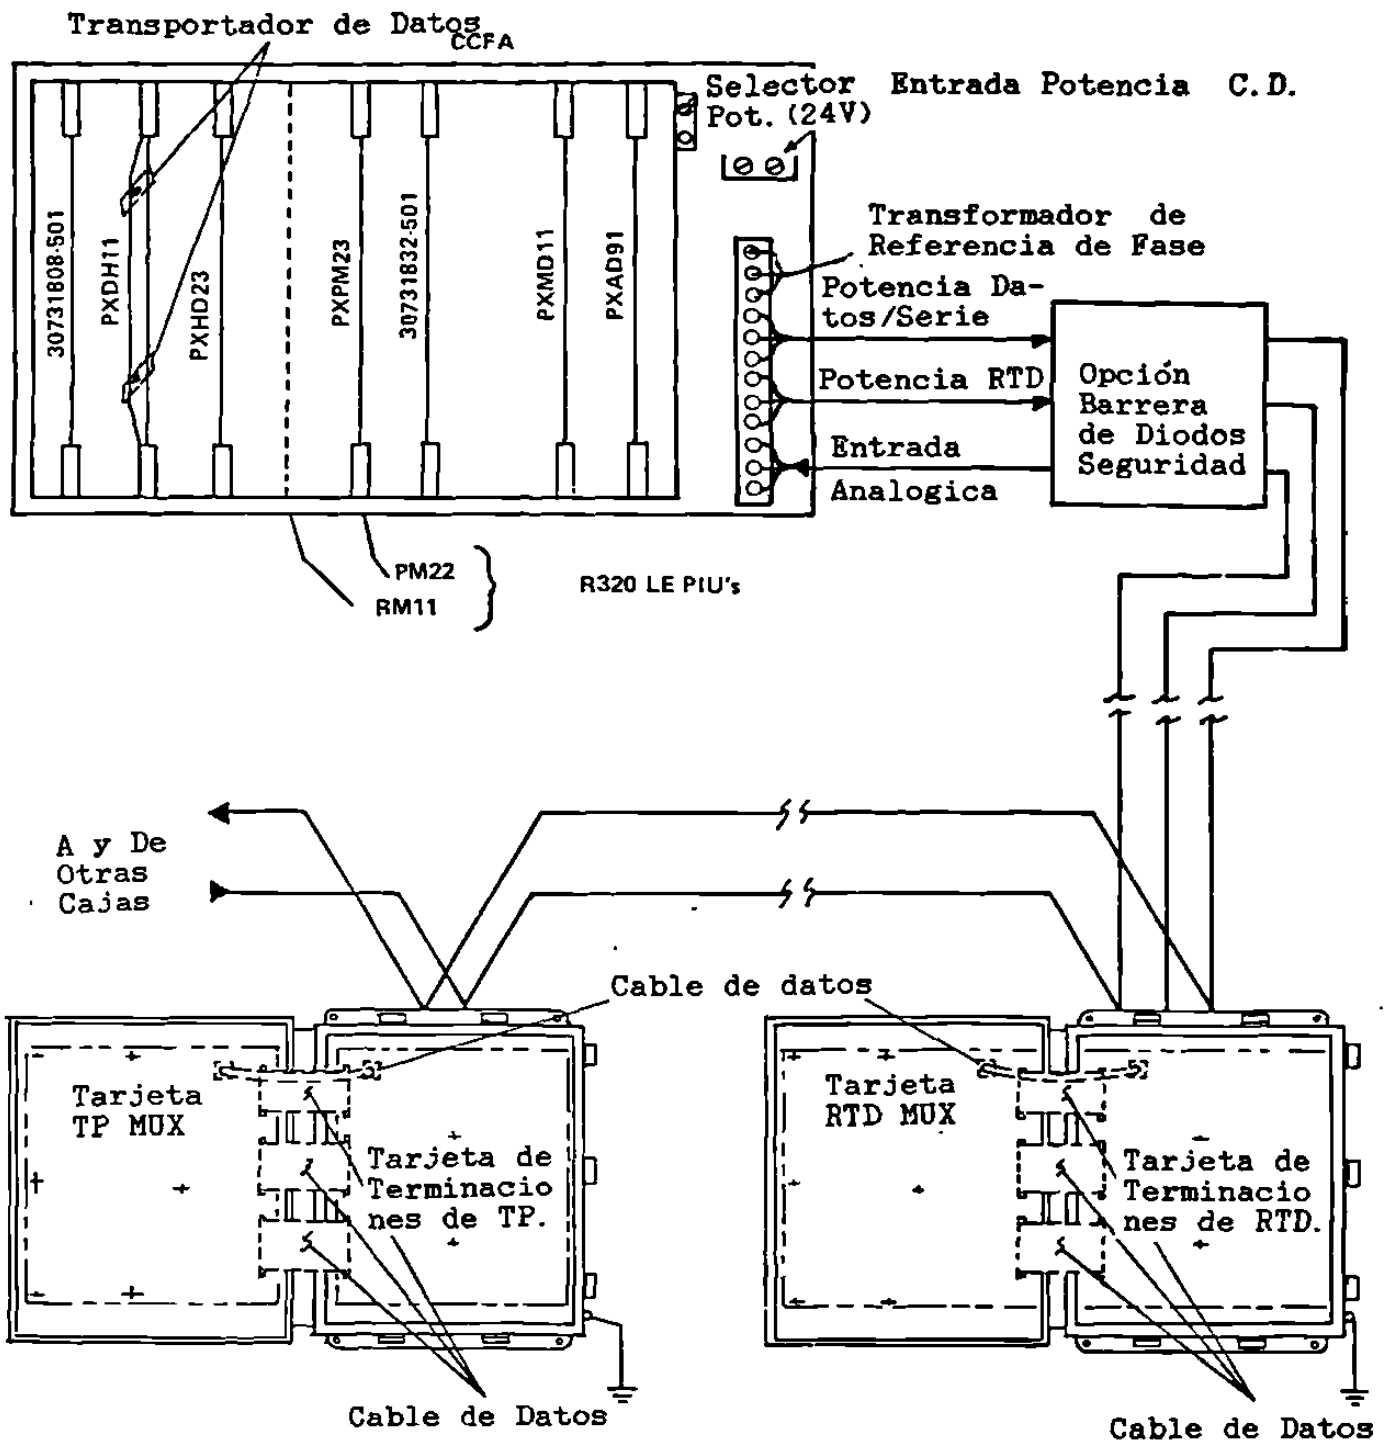 Transportador de Datos
CCFA
Selector Entrada Potencia C.D.
Pot. (24V)
30731808-501
PXDH11
PXHD23
PXPM23
30731832-501
PXMD11
PXAD91
Transformador de
Referencia de Fase
Potencia Da-
tos/Serie
Potencia RTD
Entrada
Analogica
Opción
Barrera
de Diodos
Seguridad
PM22
RM11
R320 LE PIU's
A y De
Otras
Cajas
Cable de datos
Tarjeta
TP MUX
Tarjeta de
Terminacio
nes de TP.
Cable de Datos
Tarjeta
RTD MUX
Tarjeta de
Terminacio
nes de RTD.
Cable de Datos